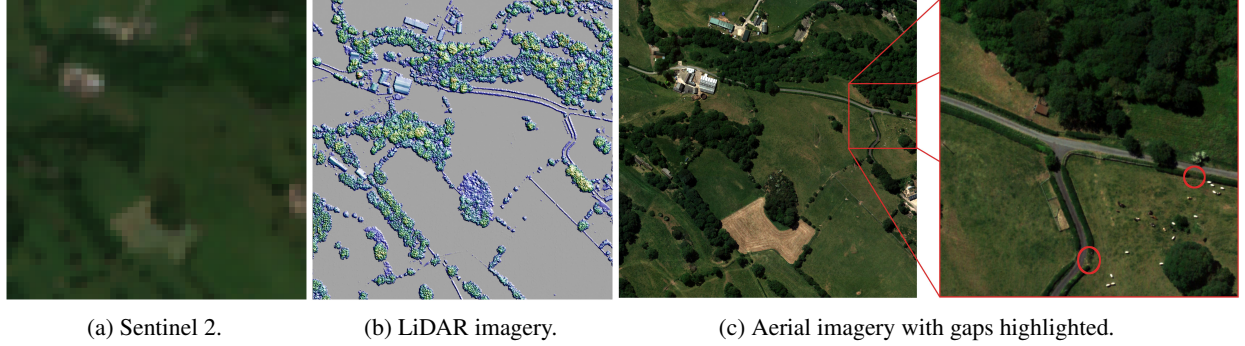 (a) Sentinel 2.
(b) LiDAR imagery.
(c) Aerial imagery with gaps highlighted.